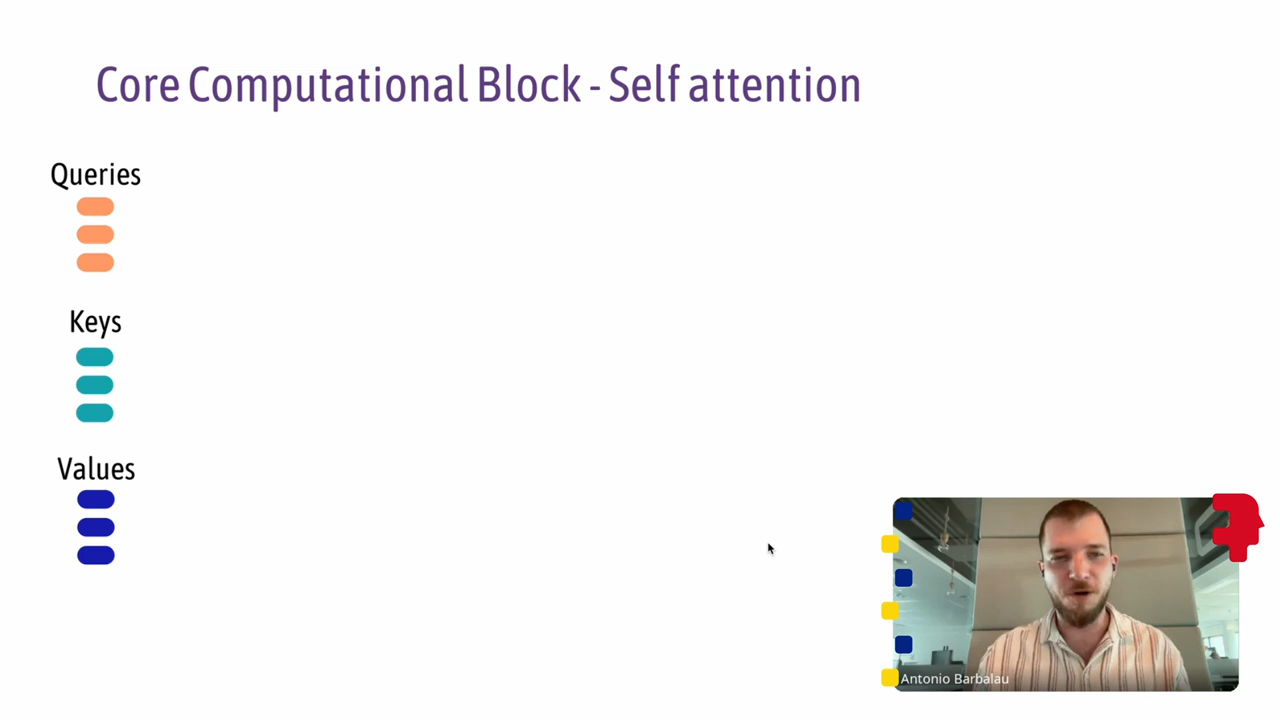 Core Computational Block - Self attention
Queries
Keys
Values
Antonio Barbalau